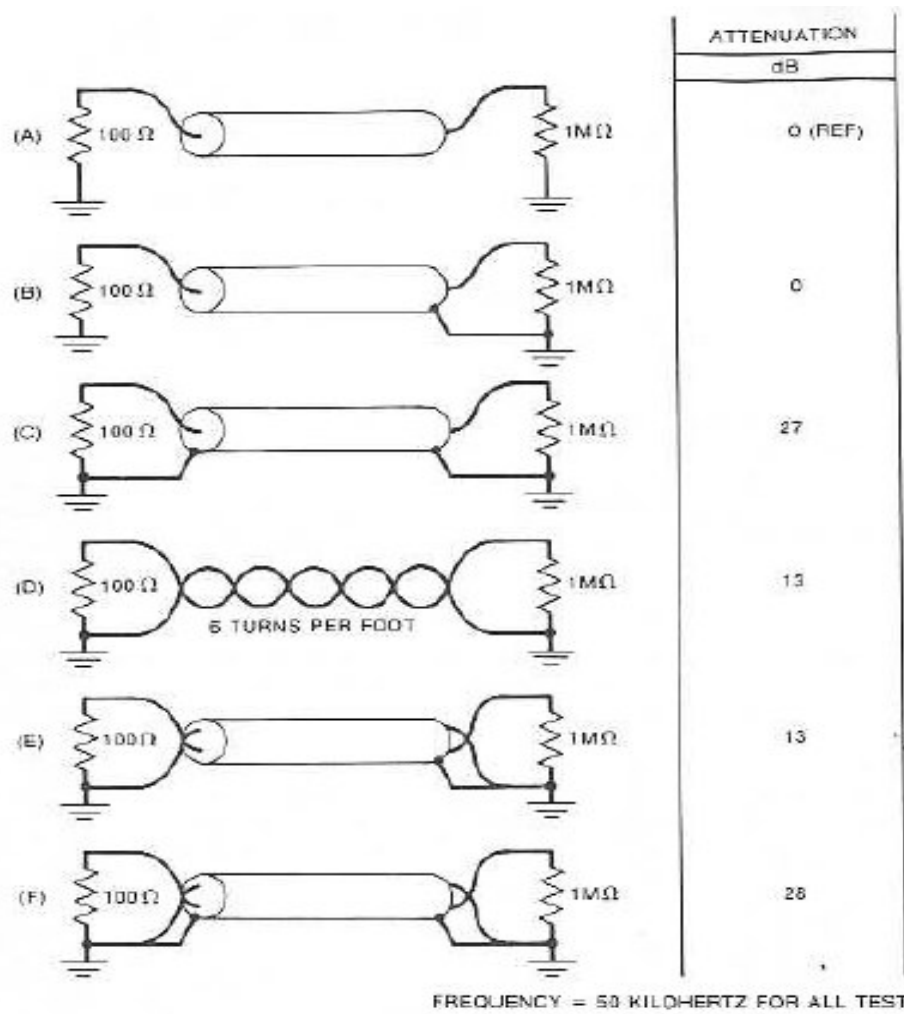 ATTENUATION
dB
(A) 100 Ω 1MΩ 0 (REF)
(B) 100 Ω 1MΩ 0
(C) 100 Ω 1MΩ 27
(D) 100 Ω 1MΩ 13
6 TURNS PER FOOT
(E) 100Ω 1MΩ 13
(F) 100Ω 1MΩ 28
FREQUENCY = 50 KILOHERTZ FOR ALL TEST